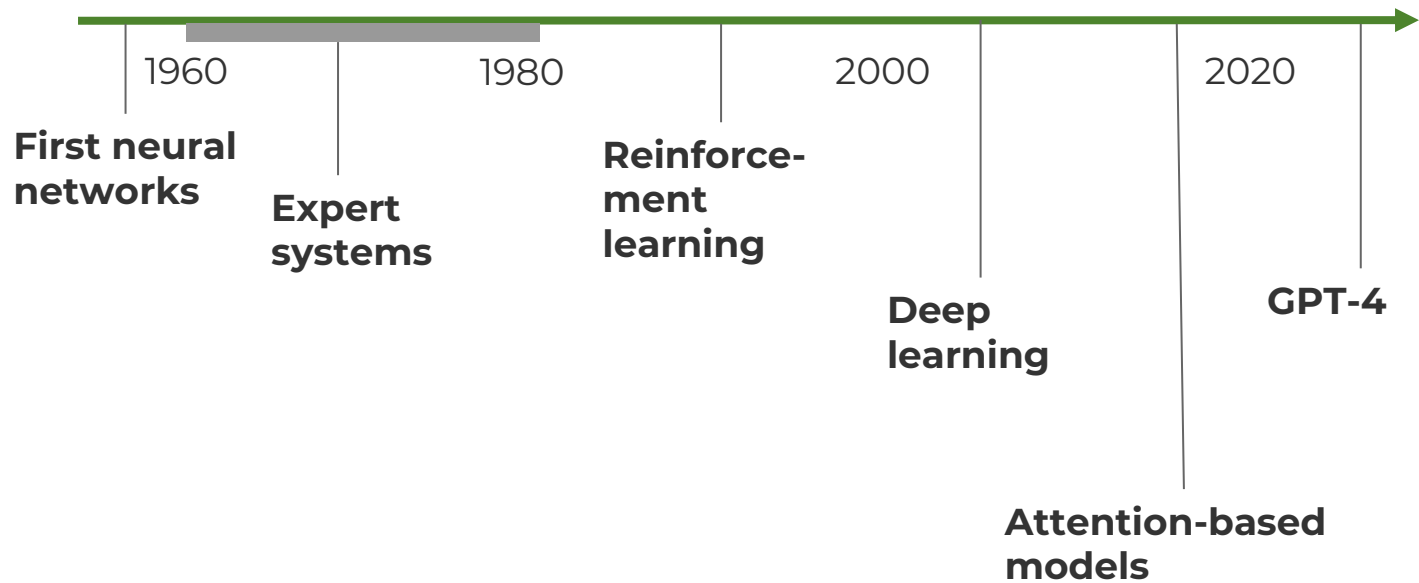 1960
1980
2000
2020
First neural
networks
Expert
systems
Reinforce-
ment
learning
Deep
learning
GPT-4
Attention-based
models